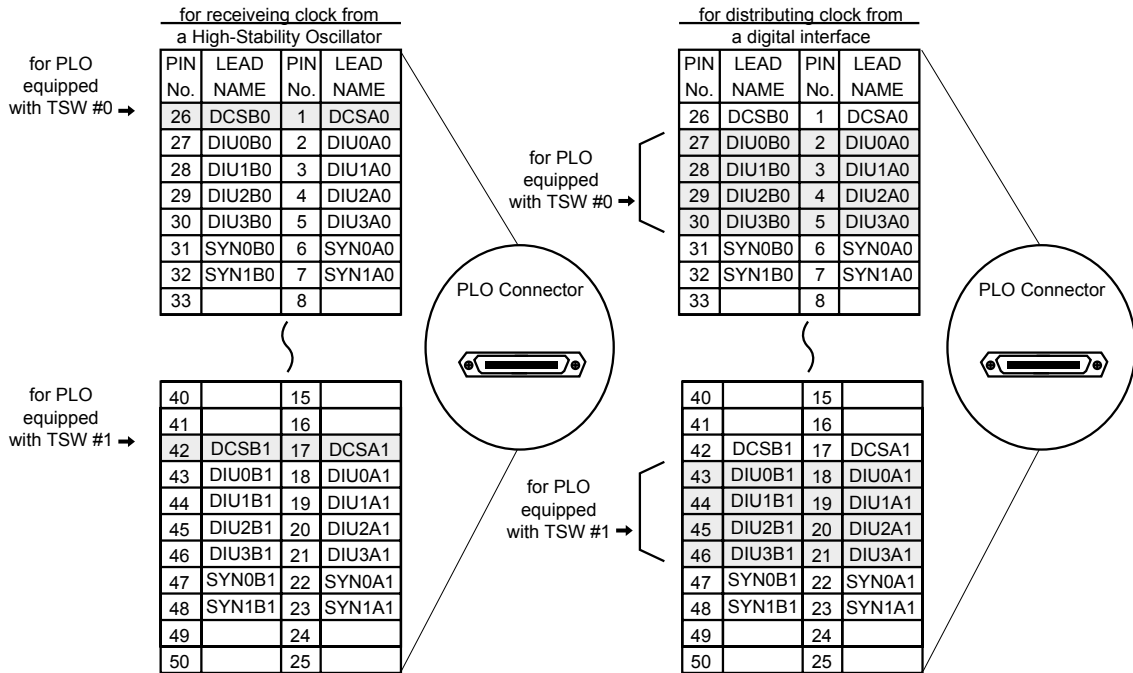 for receiveing clock from
a High-Stability Oscillator
for PLO
equipped
with TSW #0
PIN LEAD PIN LEAD
No. NAME No. NAME
26 DCSB0 1 DCSA0
27 DIU0B0 2 DIU0A0
28 DIU1B0 3 DIU1A0
29 DIU2B0 4 DIU2A0
30 DIU3B0 5 DIU3A0
31 SYN0B0 6 SYN0A0
32 SYN1B0 7 SYN1A0
33 8
PLO Connector
for PLO
equipped
with TSW #1
40 15
41 16
42 DCSB1 17 DCSA1
43 DIU0B1 18 DIU0A1
44 DIU1B1 19 DIU1A1
45 DIU2B1 20 DIU2A1
46 DIU3B1 21 DIU3A1
47 SYN0B1 22 SYN0A1
48 SYN1B1 23 SYN1A1
49 24
50 25
for distributing clock from
a digital interface
PIN LEAD PIN LEAD
No. NAME No. NAME
26 DCSB0 1 DCSA0
27 DIU0B0 2 DIU0A0
28 DIU1B0 3 DIU1A0
29 DIU2B0 4 DIU2A0
30 DIU3B0 5 DIU3A0
31 SYN0B0 6 SYN0A0
32 SYN1B0 7 SYN1A0
33 8
for PLO
equipped
with TSW #0
PLO Connector
40 15
41 16
42 DCSB1 17 DCSA1
43 DIU0B1 18 DIU0A1
44 DIU1B1 19 DIU1A1
45 DIU2B1 20 DIU2A1
46 DIU3B1 21 DIU3A1
47 SYN0B1 22 SYN0A1
48 SYN1B1 23 SYN1A1
49 24
50 25
for PLO
equipped
with TSW #1